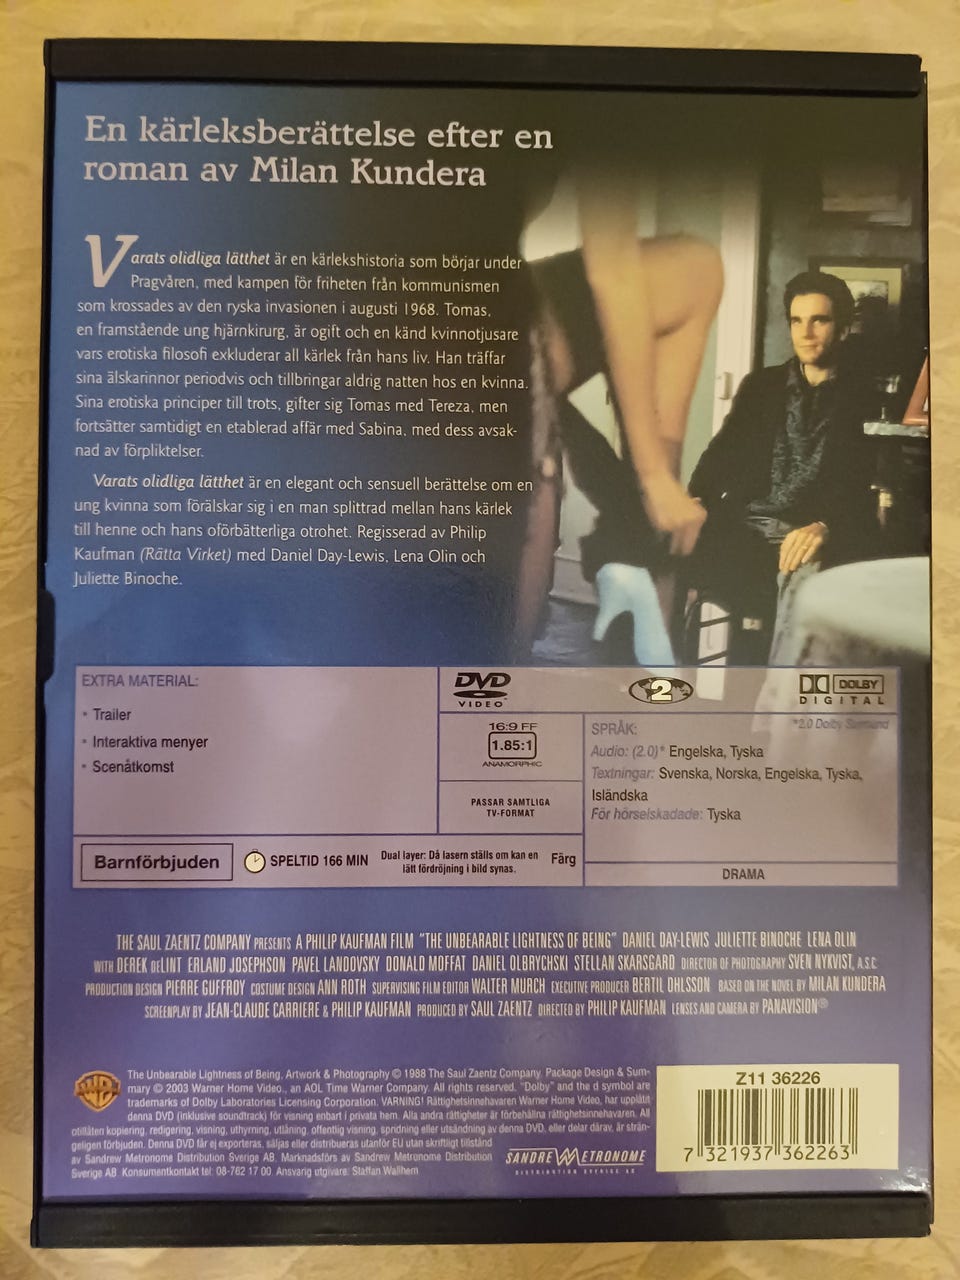 En kärleksberättelse efter en
roman av Milan Kundera
Varats olidliga lätthet är en kärlekshistoria som börjar under
Pragvåren, med kampen för friheten från kommunismen
som krossades av den ryska invasionen i augusti 1968. Tomas,
en framstående ung hjärnkirurg, är ogift och en känd kvinnotjusare
vars erotiska filosofi exkluderar all kärlek från hans liv. Han träffar
sina älskarinnor periodvis och tillbringar aldrig natten hos en kvinna.
Sina erotiska principer till trots, gifter sig Tomas med Tereza, men
fortsätter samtidigt en etablerad affär med Sabina, med dess avsak-
nad av förpliktelser.
Varats olidliga lätthet är en elegant och sensuell berättelse om en
ung kvinna som förälskar sig i en man splittrad mellan hans kärlek
till henne och hans oförbätterliga otrohet. Regisserad av Philip
Kaufman (Rätta Virket) med Daniel Day-Lewis, Lena Olin och
Juliette Binoche.
EXTRA MATERIAL:
• Trailer
• Interaktiva menyer
• Scenåtkomst
DVD
VIDEO
2
DOLBY
DIGITAL
*2.0 Dolby Surround
16:9 FF
1.85:1
ANAMORPHIC
PASSAR SAMTLIGA
TV-FORMAT
SPRÅK:
Audio: (2.0)* Engelska, Tyska
Textningar: Svenska, Norska, Engelska, Tyska,
Isländska
För hörselskadade: Tyska
Barnförbjuden
SPELTID 166 MIN
Dual layer: Då lasern ställs om kan en
lätt fördröjning i bild synas.
Färg
DRAMA
THE SAUL ZAENTZ COMPANY PRESENTS A PHILIP KAUFMAN FILM "THE UNBEARABLE LIGHTNESS OF BEING" DANIEL DAY-LEWIS JULIETTE BINOCHE LENA OLIN
WITH DEREK deLINT ERLAND JOSEPHSON PAVEL LANDOVSKY DONALD MOFFAT DANIEL OLBRYCHSKI STELLAN SKARSGARD DIRECTOR OF PHOTOGRAPHY SVEN NYKVIST, A.S.C.
PRODUCTION DESIGN PIERRE GUFFROY COSTUME DESIGN ANN ROTH SUPERVISING FILM EDITOR WALTER MURCH EXECUTIVE PRODUCER BERTIL OHLSSON BASED ON THE NOVEL BY MILAN KUNDERA
SCREENPLAY BY JEAN-CLAUDE CARRIERE & PHILIP KAUFMAN PRODUCED BY SAUL ZAENTZ DIRECTED BY PHILIP KAUFMAN LENSES AND CAMERA BY PANAVISION®
The Unbearable Lightness of Being, Artwork & Photography © 1988 The Saul Zaentz Company. Package Design & Sum-
mary © 2003 Warner Home Video., an AOL Time Warner Company. All rights reserved. "Dolby" and the d symbol are
trademarks of Dolby Laboratories Licensing Corporation. VARNING! Rättighetsinnehavaren Warner Home Video, har upplåtit
denna DVD (inklusive soundtrack) för visning enbart i privata hem. Alla andra rättigheter är förbehållna rättighetsinnehavaren. All
otillåten kopiering, redigering, visning, uthyrning, utlåning, offentlig visning, spridning eller utsändning av denna DVD, eller delar därav, är strän-
geligen förbjuden. Denna DVD får ej exporteras, säljas eller distribueras utanför EU utan skriftligt tillstånd
av Sandrew Metronome Distribution Sverige AB. Marknadsförs av Sandrew Metronome Distribution
Sverige AB. Konsumentkontakt tel: 08-762 17 00 Ansvarig utgivare: Staffan Wallhem
SANDREW METRONOME
DISTRIBUTION SVERIGE AB
Z11 36226
7 321937 362263